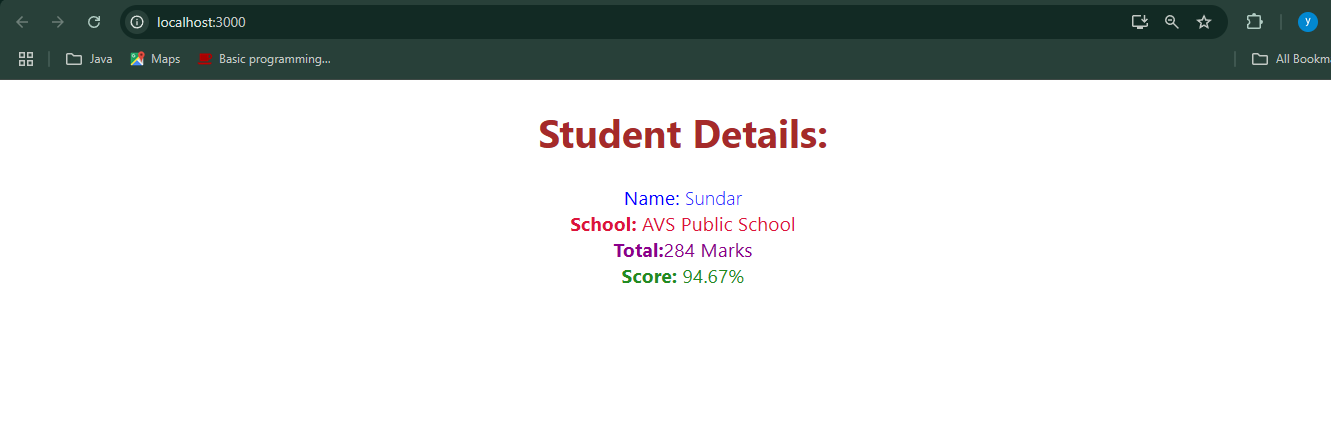 localhost:3000
y
Java Maps Basic programming... All Bookma
Student Details:
Name: Sundar
School: AVS Public School
Total:284 Marks
Score: 94.67%